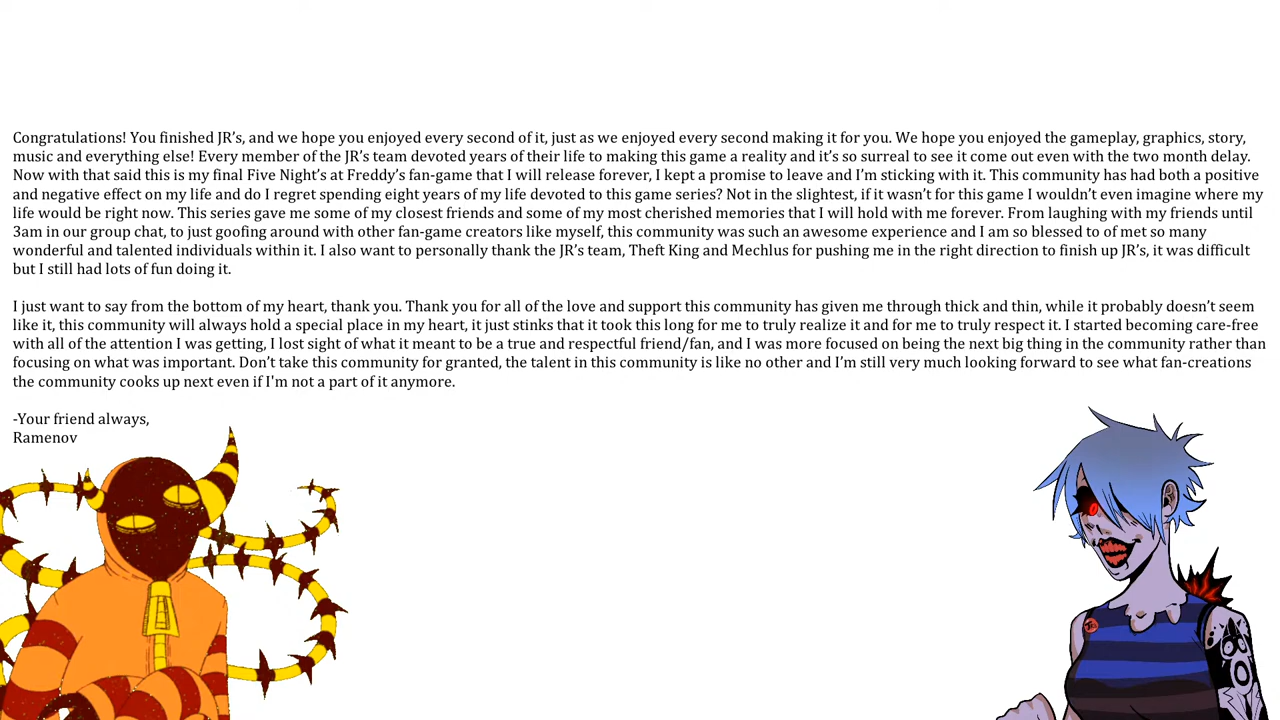 Congratulations! You finished JR's, and we hope you enjoyed every second of it, just as we enjoyed every second making it for you. We hope you enjoyed the gameplay, graphics, story,
music and everything else! Every member of the JR's team devoted years of their life to making this game a reality and it's so surreal to see it come out even with the two month delay.
Now with that said this is my final Five Night's at Freddy's fan-game that I will release forever, I kept a promise to leave and I'm sticking with it. This community has had both a positive
and negative effect on my life and do I regret spending eight years of my life devoted to this game series? Not in the slightest, if it wasn't for this game I wouldn't even imagine where my
life would be right now. This series gave me some of my closest friends and some of my most cherished memories that I will hold with me forever. From laughing with my friends until
3am in our group chat, to just goofing around with other fan-game creators like myself, this community was such an awesome experience and I am so blessed to of met so many
wonderful and talented individuals within it. I also want to personally thank the JR's team, Theft King and Mechlus for pushing me in the right direction to finish up JR's, it was difficult
but I still had lots of fun doing it.

I just want to say from the bottom of my heart, thank you. Thank you for all of the love and support this community has given me through thick and thin, while it probably doesn't seem
like it, this community will always hold a special place in my heart, it just stinks that it took this long for me to truly realize it and for me to truly respect it. I started becoming care-free
with all of the attention I was getting, I lost sight of what it meant to be a true and respectful friend/fan, and I was more focused on being the next big thing in the community rather than
focusing on what was important. Don't take this community for granted, the talent in this community is like no other and I'm still very much looking forward to see what fan-creations
the community cooks up next even if I'm not a part of it anymore.

-Your friend always,
Ramenov